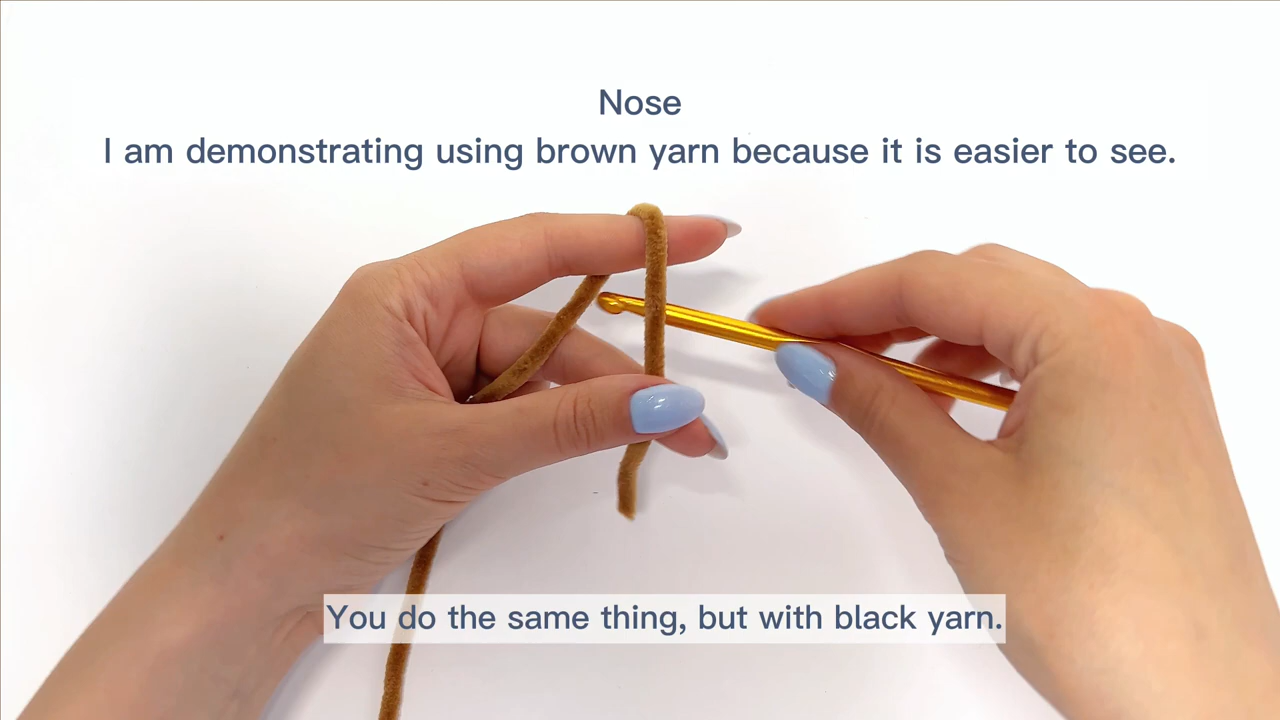 Nose
I am demonstrating using brown yarn because it is easier to see.
You do the same thing, but with black yarn.